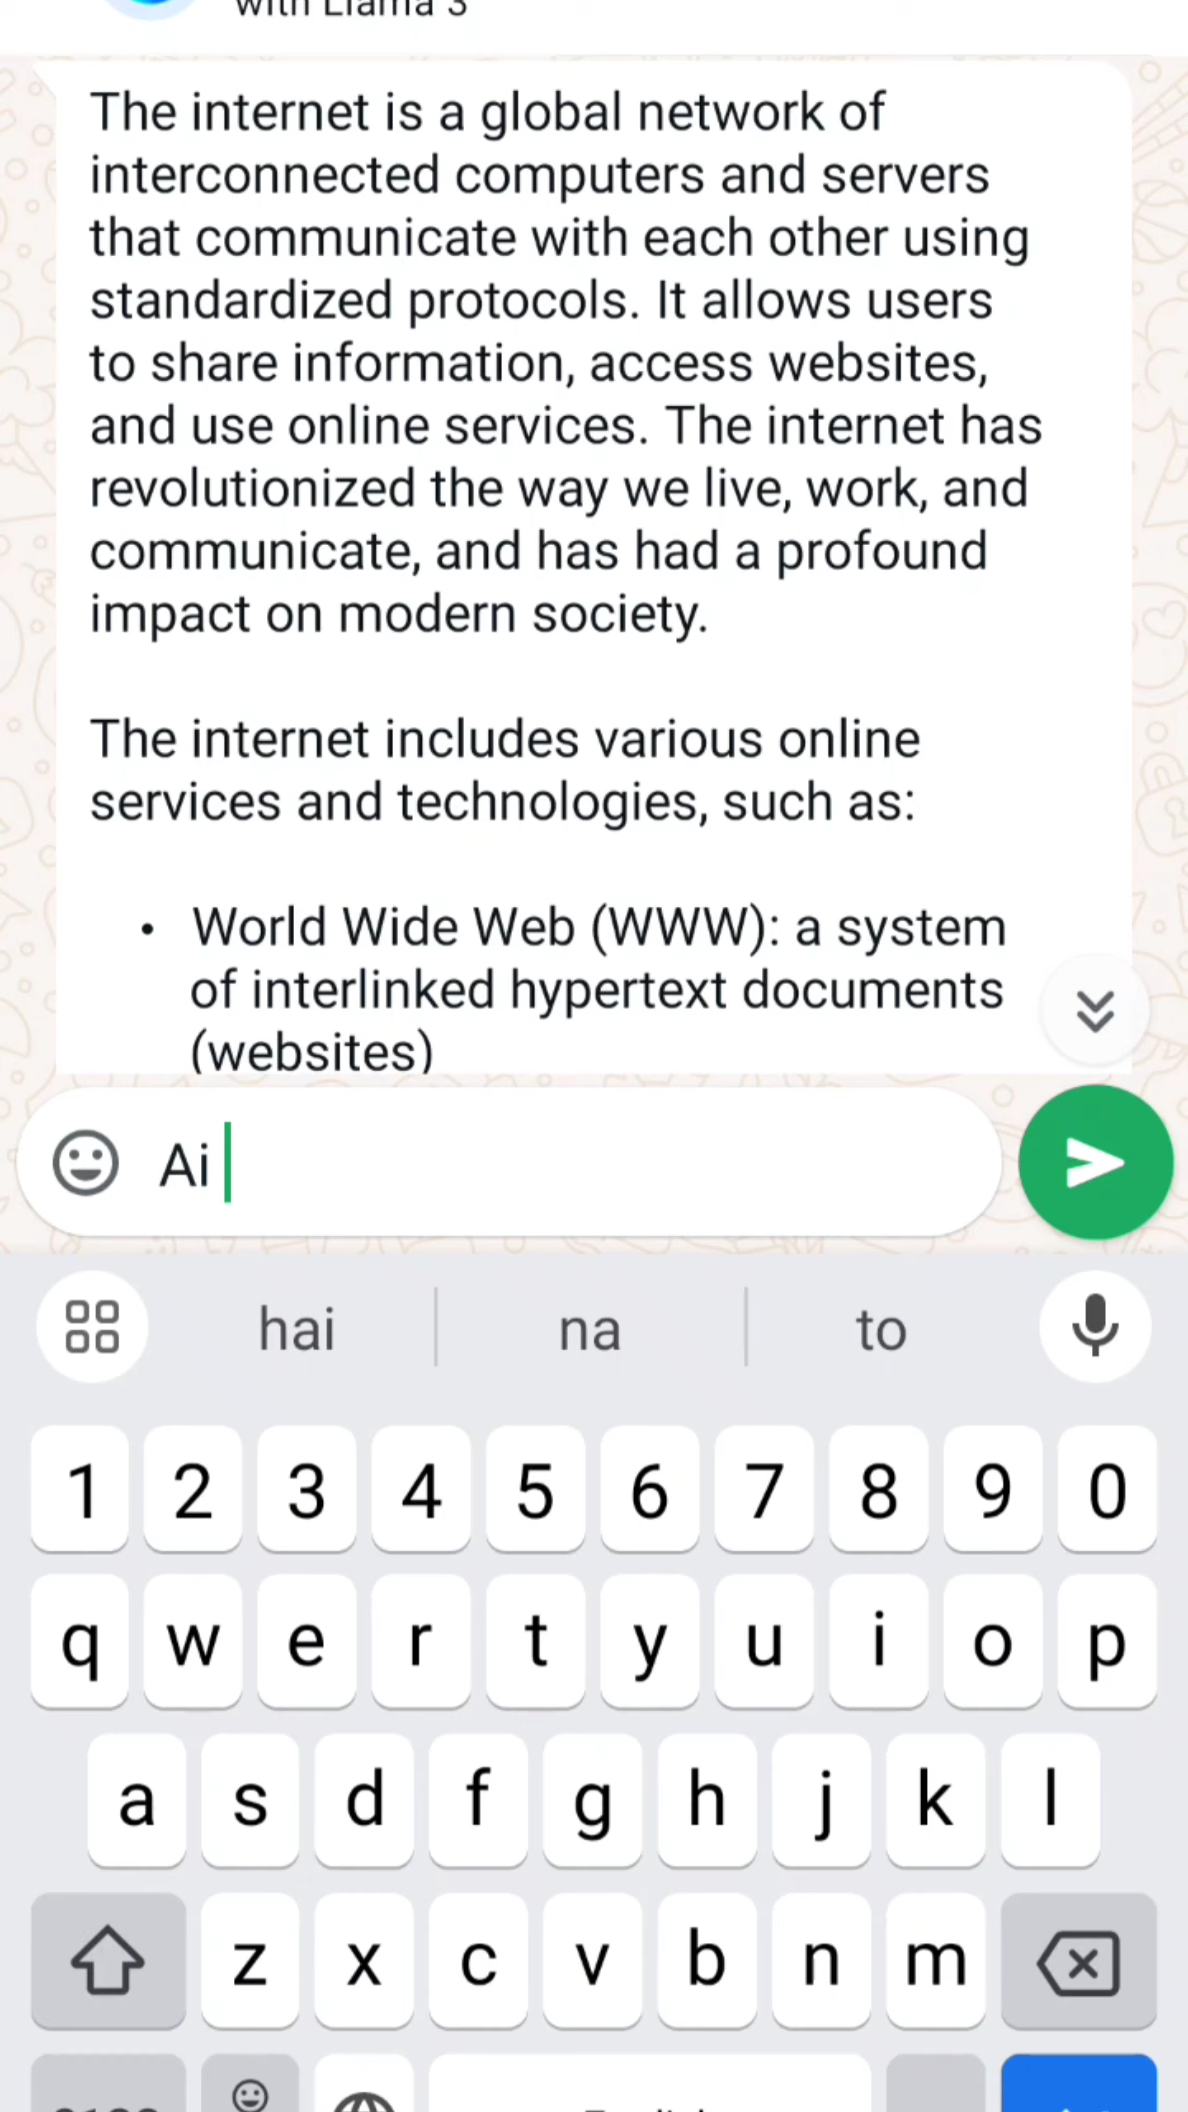 with Llama 3
The internet is a global network of
interconnected computers and servers
that communicate with each other using
standardized protocols. It allows users
to share information, access websites,
and use online services. The internet has
revolutionized the way we live, work, and
communicate, and has had a profound
impact on modern society.
The internet includes various online
services and technologies, such as:
• World Wide Web (WWW): a system
of interlinked hypertext documents
(websites)
Ai
hai na to
1 2 3 4 5 6 7 8 9 0
q w e r t y u i o p
a s d f g h j k l
z x c v b n m